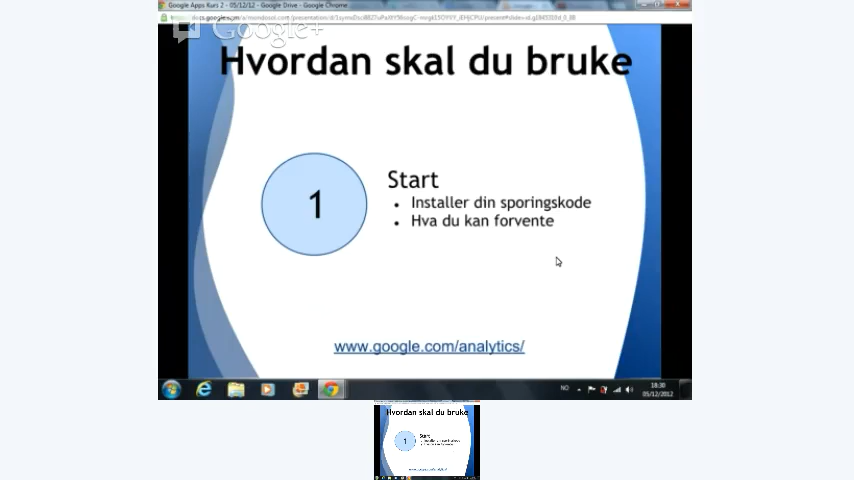 Google Apps Kurs 2 - 05/12/12 - Google Drive - Google Chrome
Google+
Hvordan skal du bruke
1
Start
• Installer din sporingskode
• Hva du kan forvente
www.google.com/analytics/
NO
18:30
05/12/2012
Hvordan skal du bruke
1
Start